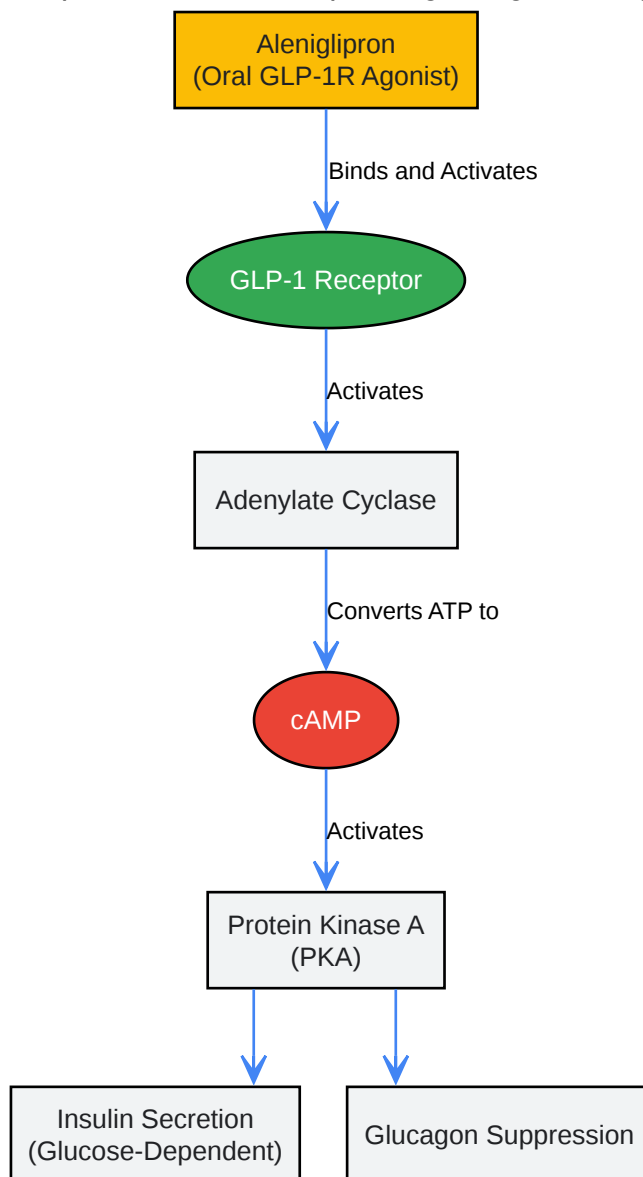 Aleniglipron
(Oral GLP-1R Agonist)
Binds and Activates
GLP-1 Receptor
Activates
Adenylate Cyclase
Converts ATP to
cAMP
Activates
Protein Kinase A
(PKA)
Insulin Secretion
(Glucose-Dependent)
Glucagon Suppression